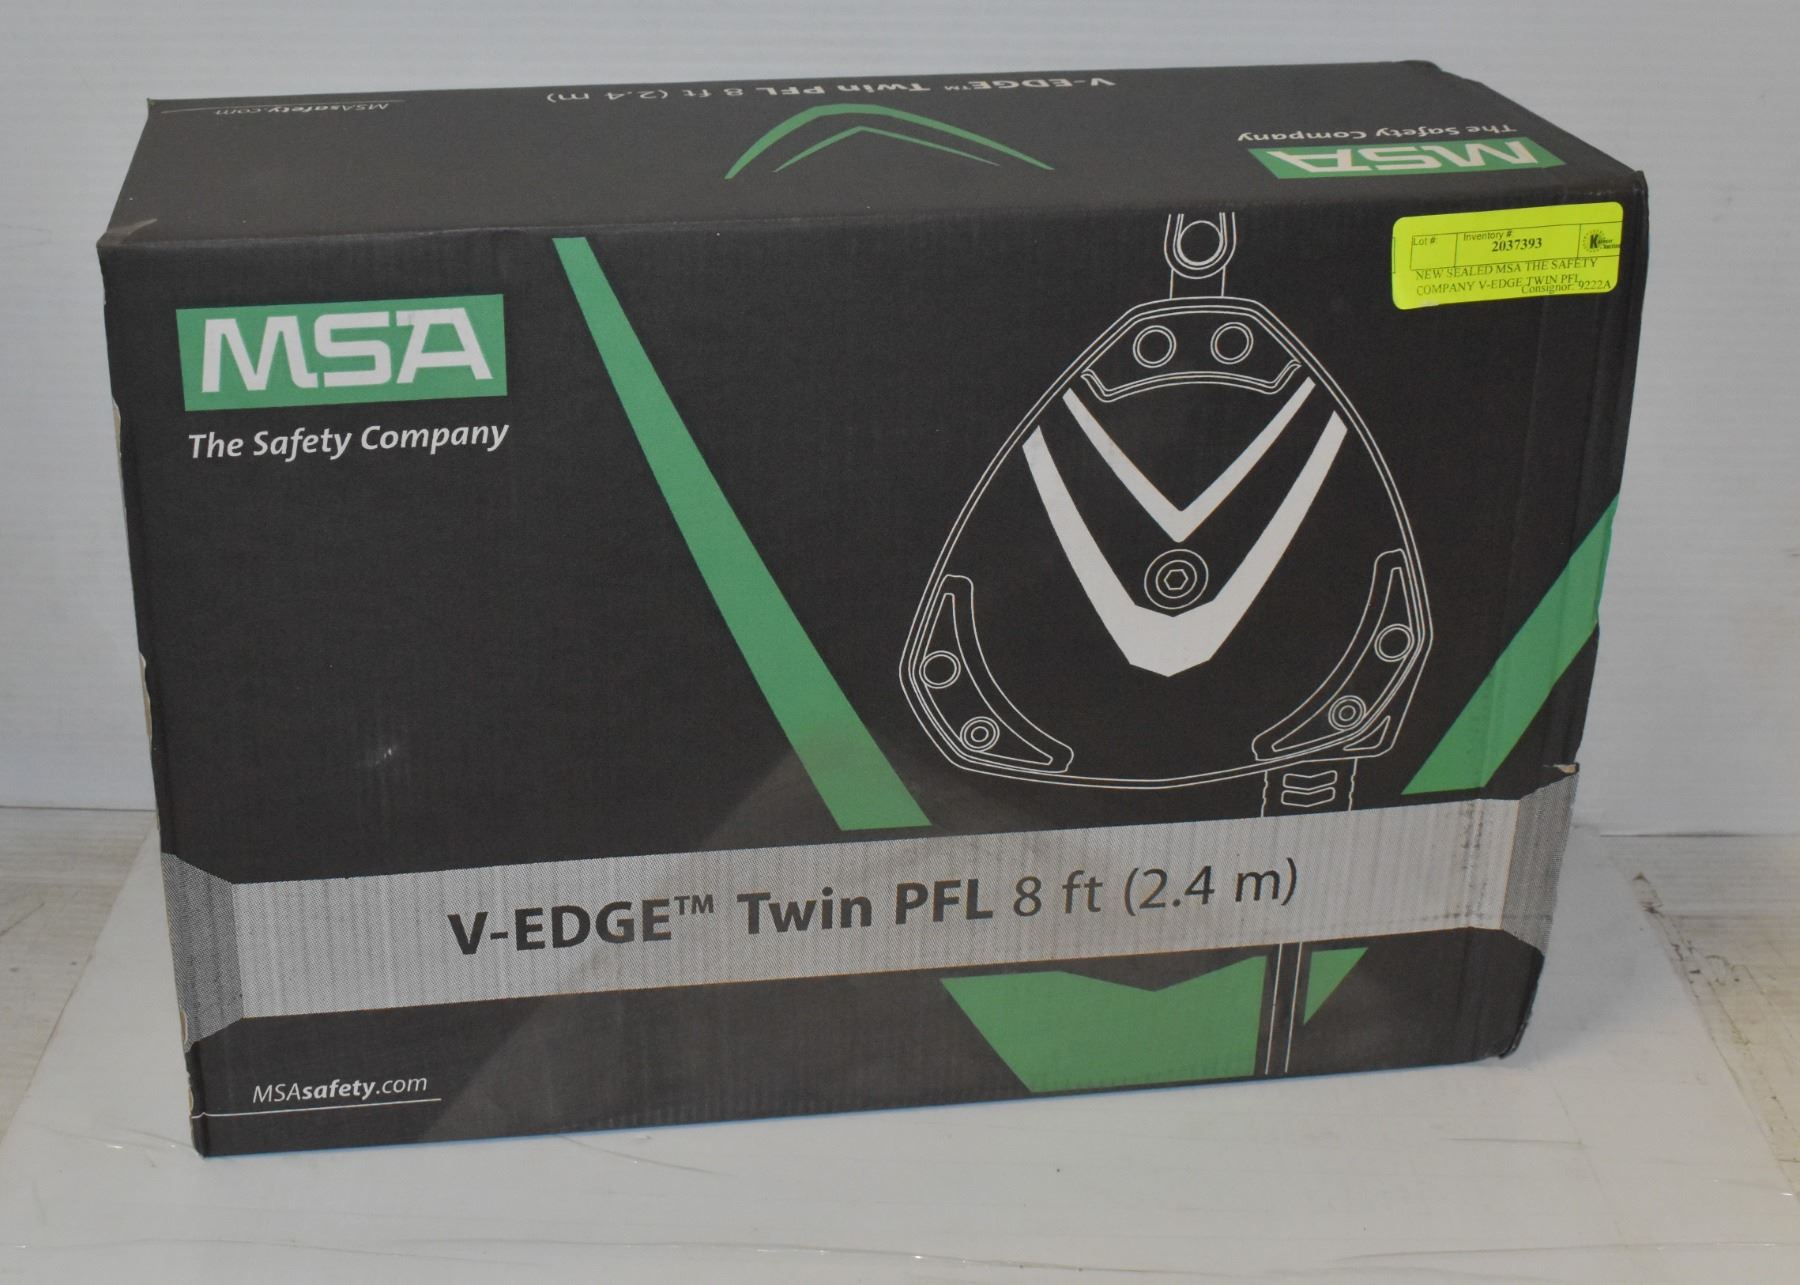 MSAsafety.com
V-EDGE™ Twin PFL 8 ft (2.4 m)
The Safety Company
MSA
Lot #:
Inventory #:
2037393
NEW SEALED MSA THE SAFETY
COMPANY V-EDGE TWIN PFL
Consignor: 9222A
MSA
The Safety Company
V-EDGE™ Twin PFL 8 ft (2.4 m)
MSAsafety.com